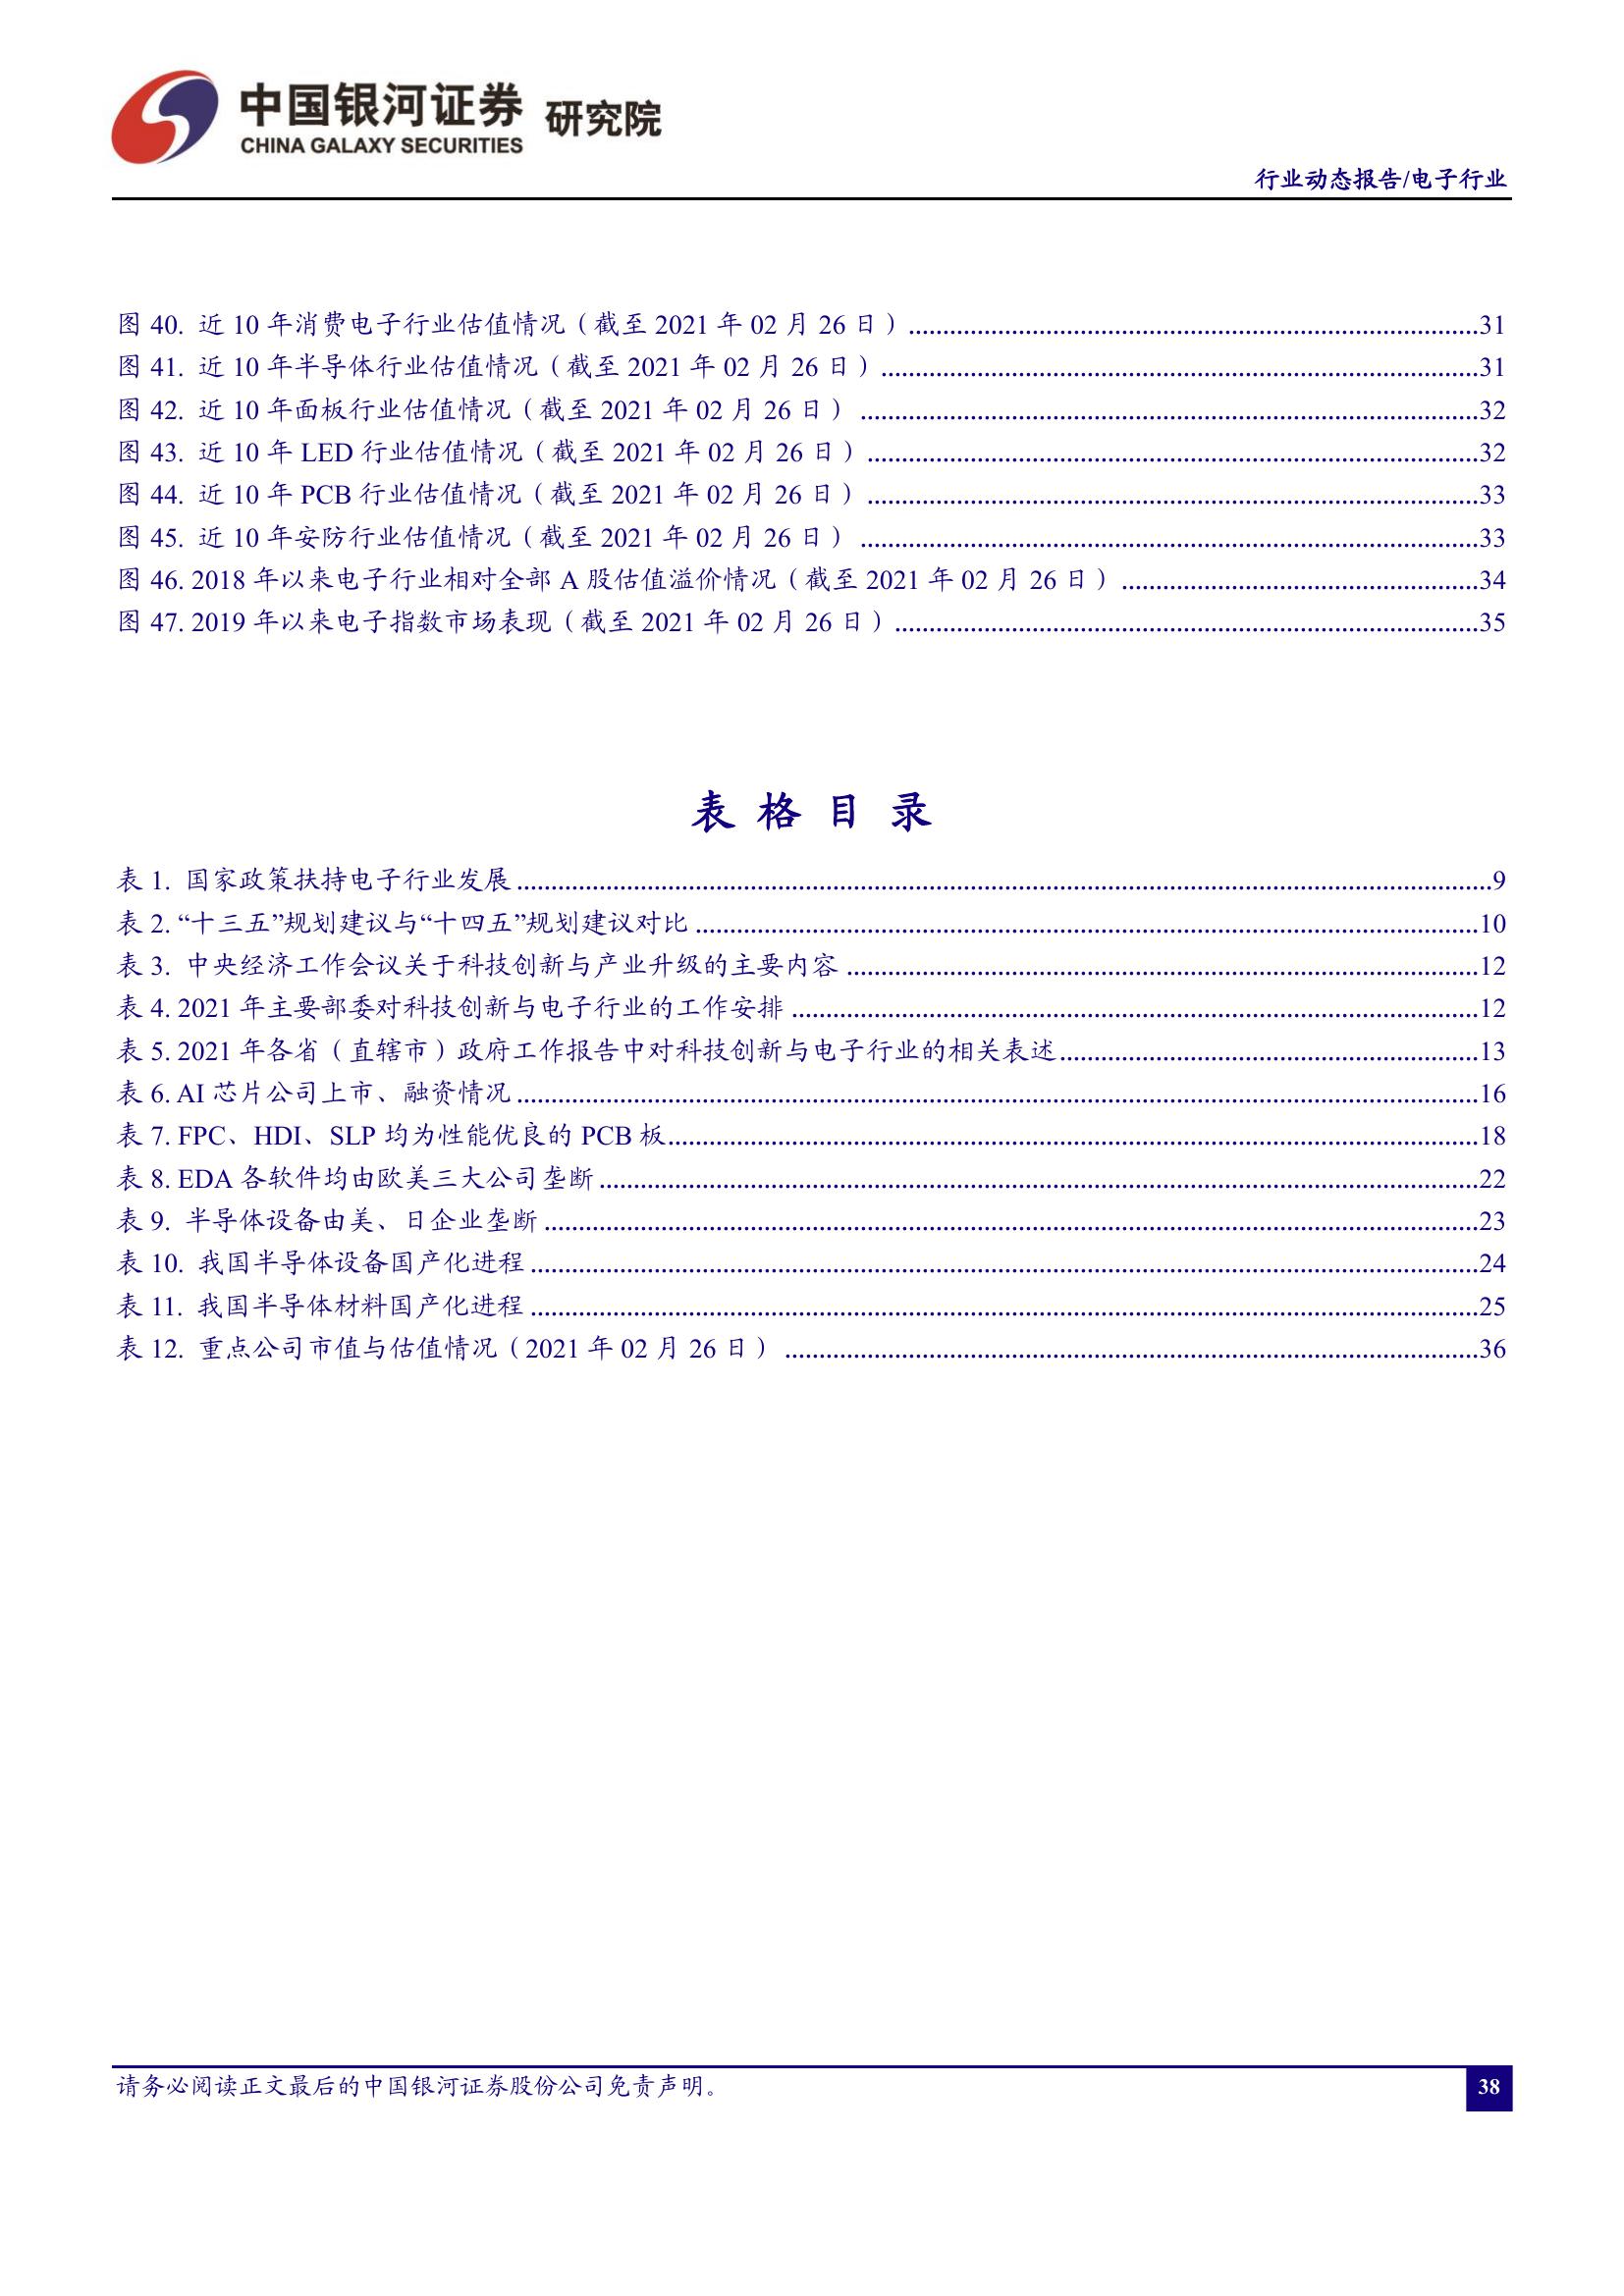 中国银河证券 研究院
CHINA GALAXY SECURITIES
行业动态报告/电子行业
图 40. 近 10 年消费电子行业估值情况（截至 2021 年 02 月 26 日）...............31
图 41. 近 10 年半导体行业估值情况（截至 2021 年 02 月 26 日）...............31
图 42. 近 10 年面板行业估值情况（截至 2021 年 02 月 26 日）...............32
图 43. 近 10 年 LED 行业估值情况（截至 2021 年 02 月 26 日）...............32
图 44. 近 10 年 PCB 行业估值情况（截至 2021 年 02 月 26 日）...............33
图 45. 近 10 年安防行业估值情况（截至 2021 年 02 月 26 日）...............33
图 46. 2018 年以来电子行业相对全部 A 股估值溢价情况（截至 2021 年 02 月 26 日）...............34
图 47. 2019 年以来电子指数市场表现（截至 2021 年 02 月 26 日）...............35
表 格 目 录
表 1. 国家政策扶持电子行业发展...............9
表 2. “十三五”规划建议与“十四五”规划建议对比...............10
表 3. 中央经济工作会议关于科技创新与产业升级的主要内容...............12
表 4. 2021 年主要部委对科技创新与电子行业的工作安排...............12
表 5. 2021 年各省（直辖市）政府工作报告中对科技创新与电子行业的相关表述...............13
表 6. AI 芯片公司上市、融资情况...............16
表 7. FPC、HDI、SLP 均为性能优良的 PCB 板...............18
表 8. EDA 各软件均由欧美三大公司垄断...............22
表 9. 半导体设备由美、日企业垄断...............23
表 10. 我国半导体设备国产化进程...............24
表 11. 我国半导体材料国产化进程...............25
表 12. 重点公司市值与估值情况（2021 年 02 月 26 日）...............36
请务必阅读正文最后的中国银河证券股份公司免责声明。
38